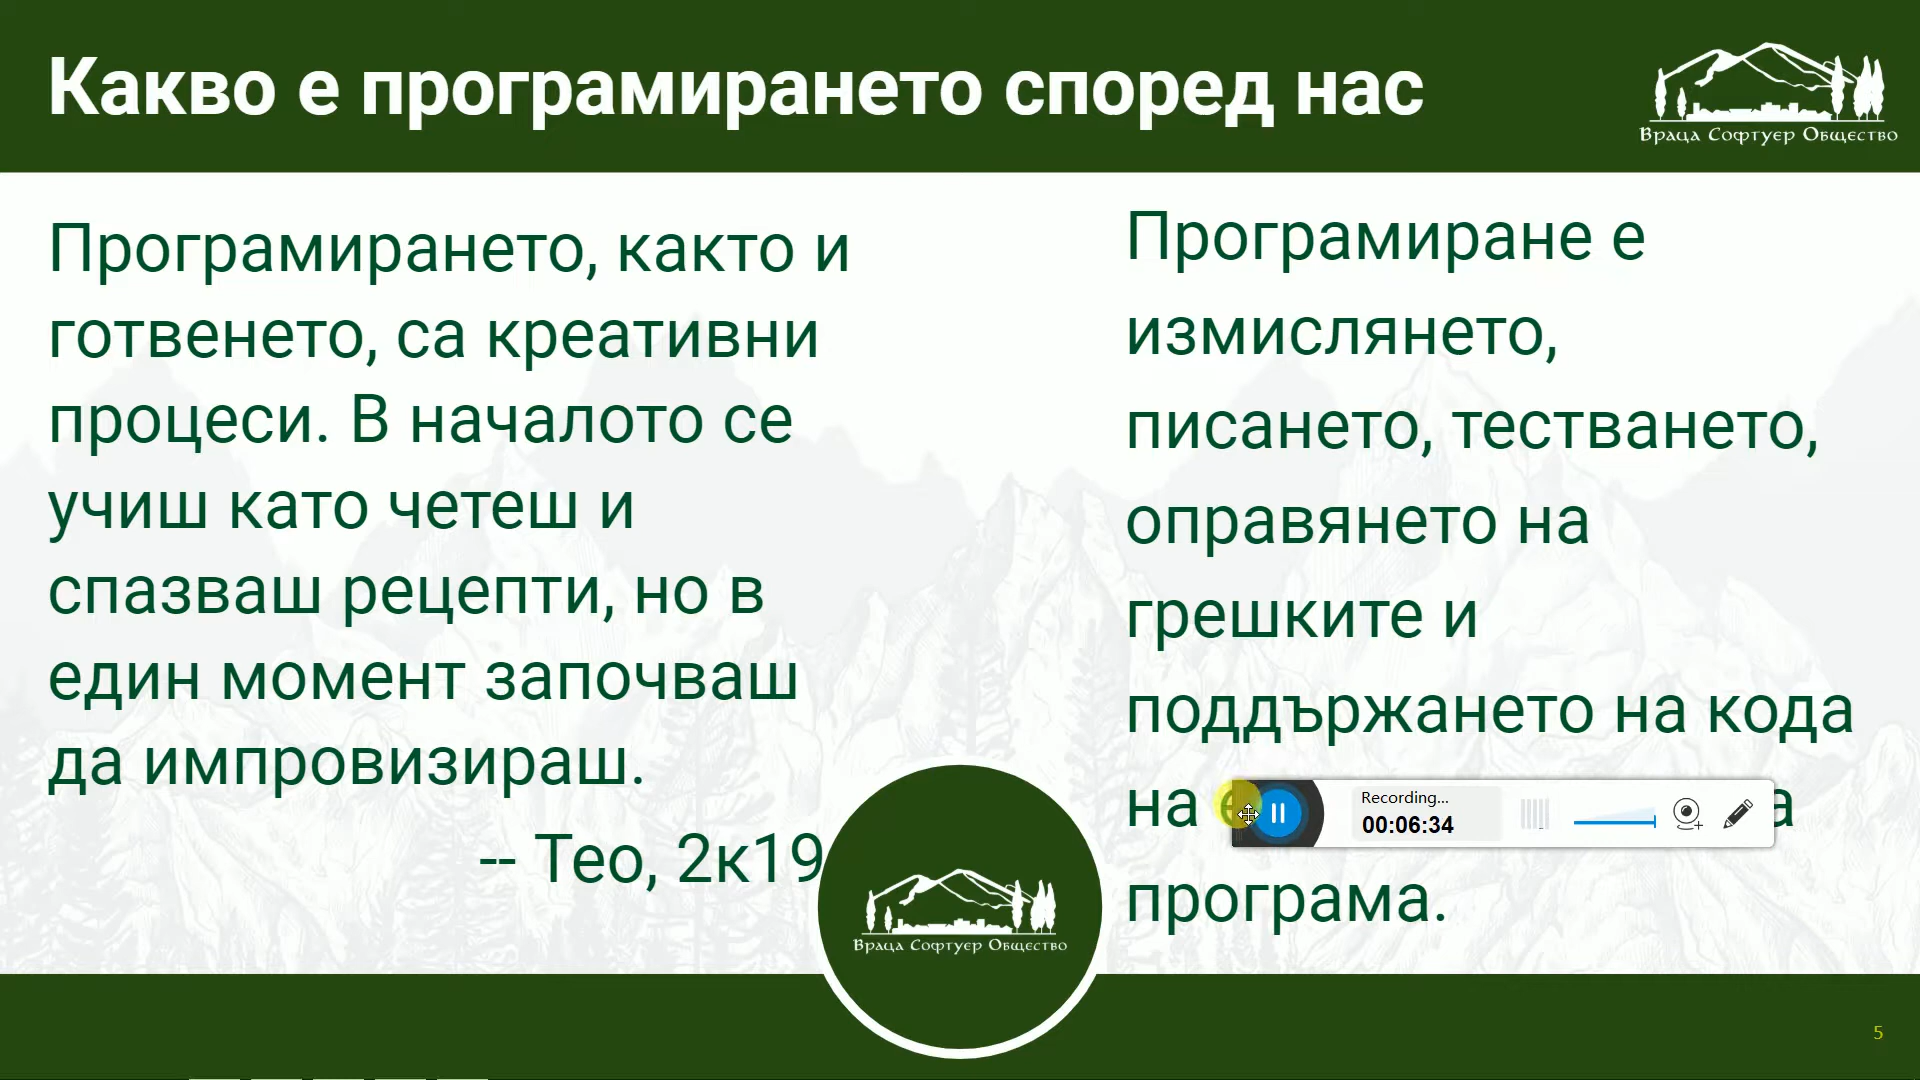 Какво е програмирането според нас
Враца Софтуер Общество
Програмирането, както и
готвенето, са креативни
процеси. В началото се
учиш като четеш и
спазваш рецепти, но в
един момент започваш
да импровизираш.
-- Тео, 2к19
Програмиране е
измислянето,
писането, тестването,
оправянето на
грешките и
поддържането на кода
на
програма.
Recording...
00:06:34
Враца Софтуер Общество
5